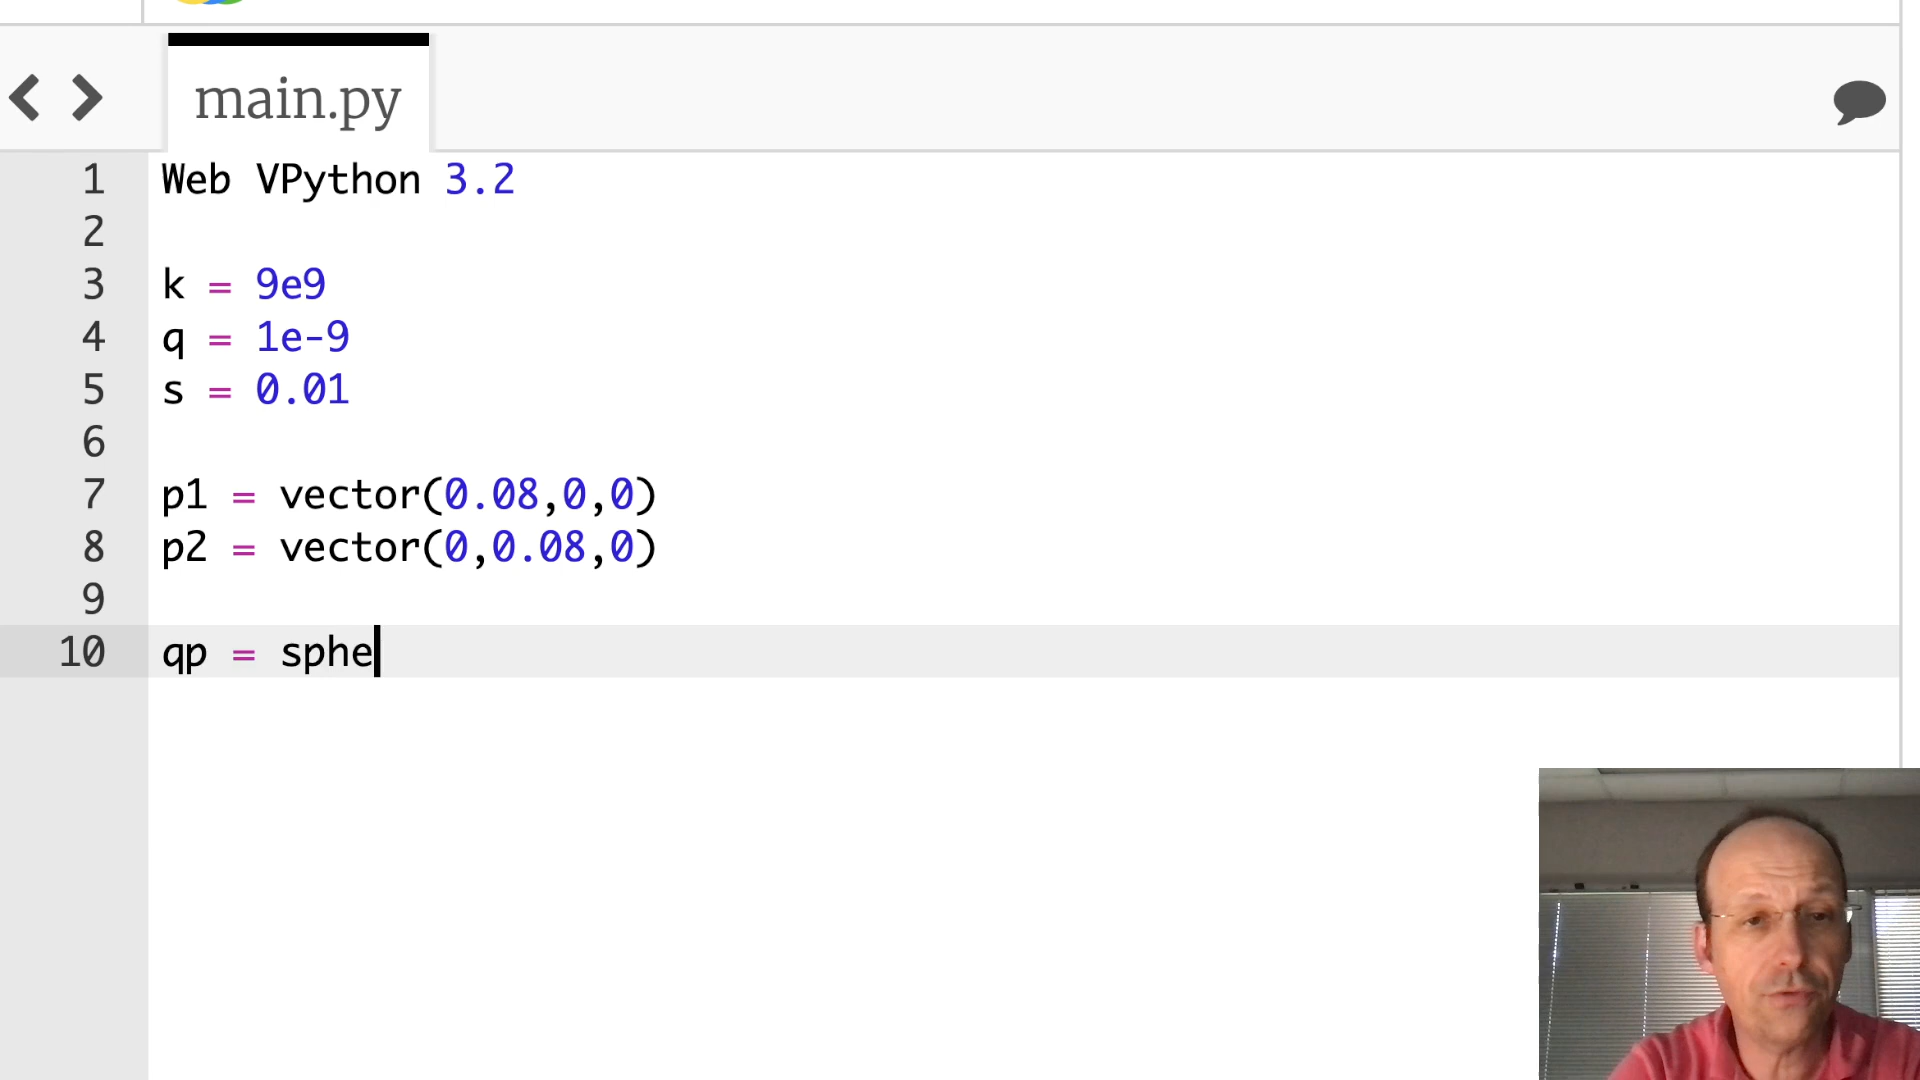 main.py
1 Web VPython 3.2
2
3 k = 9e9
4 q = 1e-9
5 s = 0.01
6
7 p1 = vector(0.08,0,0)
8 p2 = vector(0,0.08,0)
9
10 qp = sphe